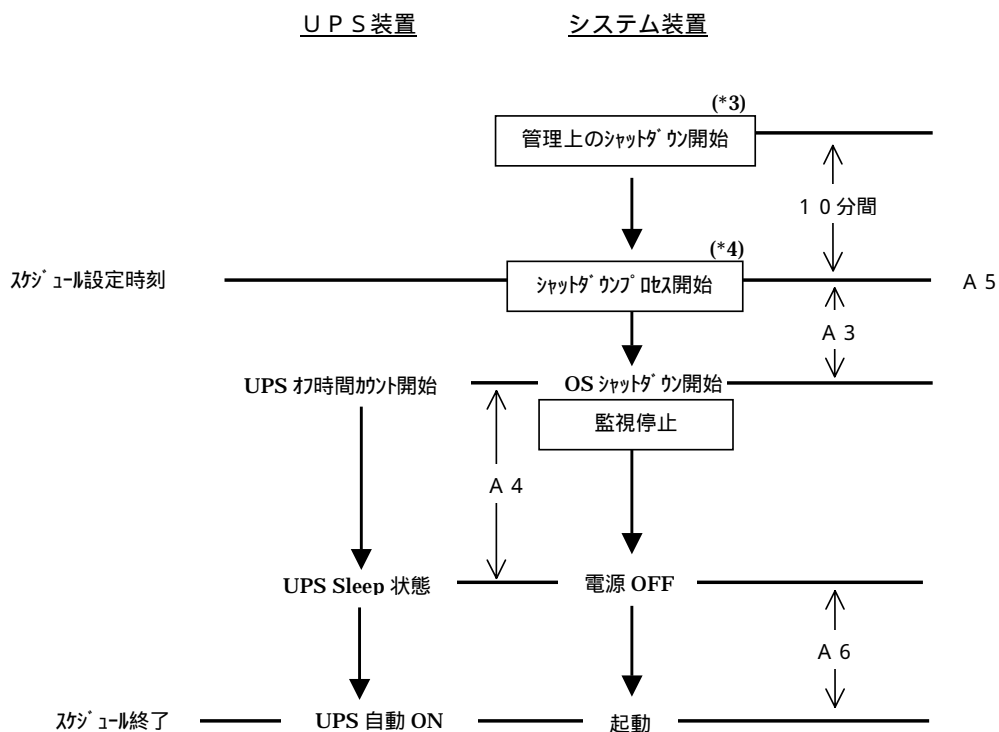 ＵＰＳ装置 システム装置
(*3)
管理上のｼｬｯﾄﾀﾞｳﾝ開始
１０分間
(*4)
ｽｹｼﾞｭｰﾙ設定時刻 ｼｬｯﾄﾀﾞｳﾝﾌﾟﾛｾｽ開始 Ａ５
Ａ３
UPS ｵﾌ時間ｶｳﾝﾄ開始 OS ｼｬｯﾄﾀﾞｳﾝ開始
監視停止
Ａ４
UPS Sleep 状態 電源 OFF
Ａ６
ｽｹｼﾞｭｰﾙ終了 UPS 自動 ON 起動